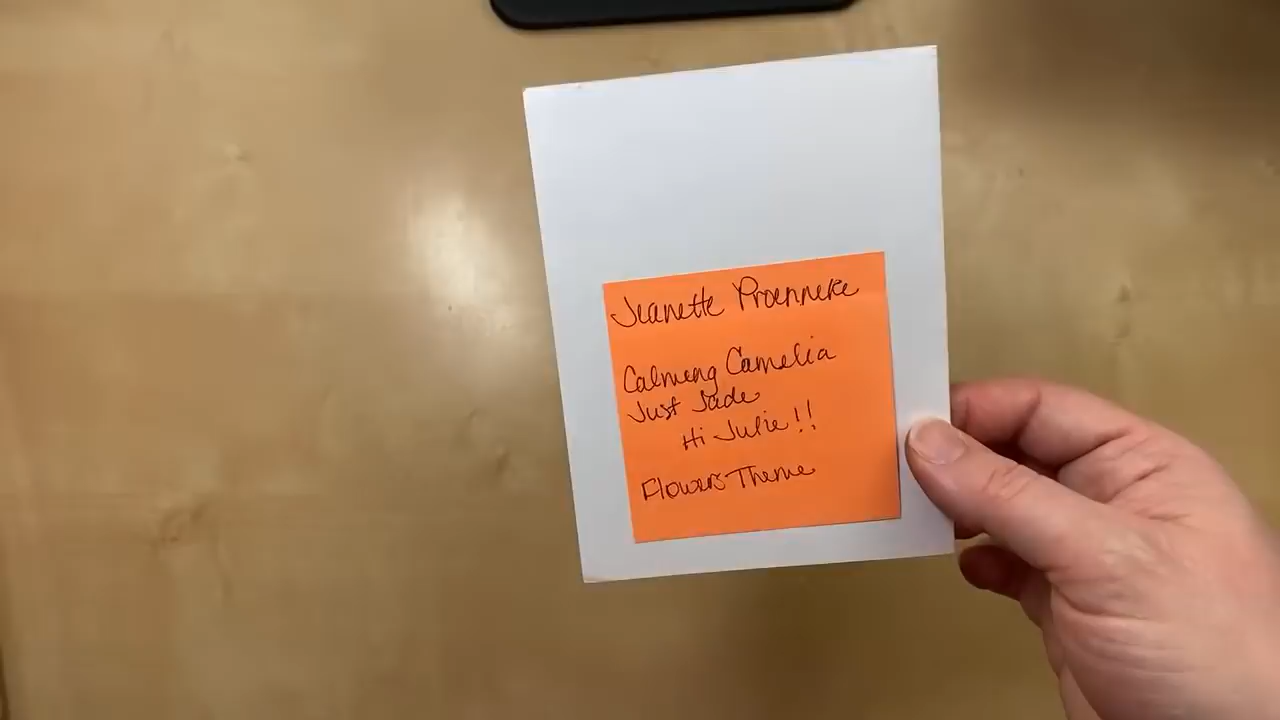 Jeanette Proenneke
Calming Camelia
Just Jade
Hi Julie!!
Flowers Theme